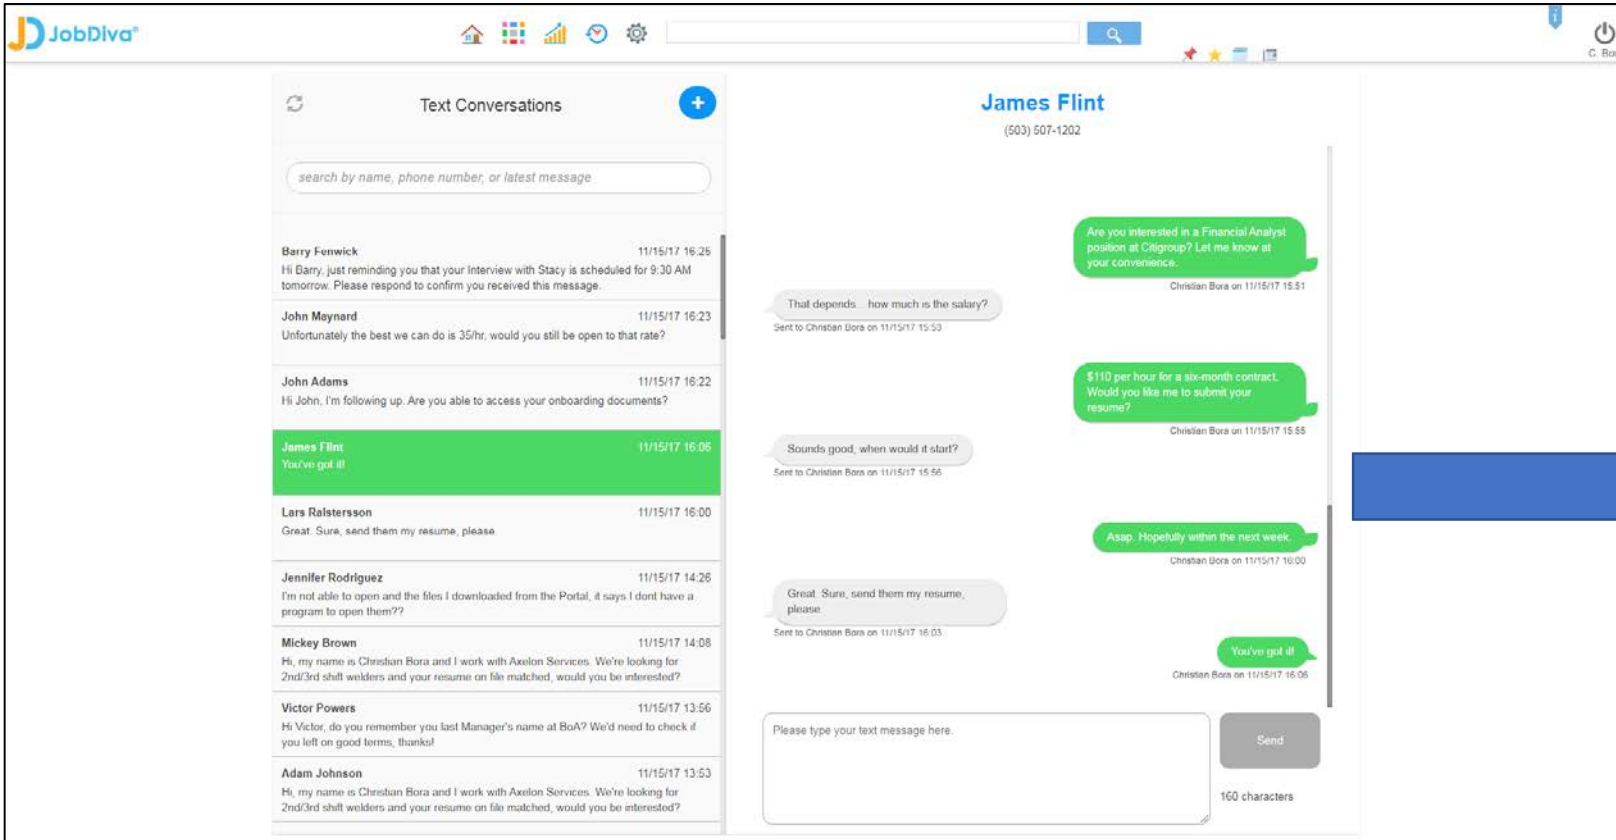 JobDiva®
C. Bor
Text Conversations
+
search by name, phone number, or latest message
Barry Fenwick 11/15/17 16:25
Hi Barry, just reminding you that your Interview with Stacy is scheduled for 9:30 AM
tomorrow. Please respond to confirm you received this message.
John Maynard 11/15/17 16:23
Unfortunately the best we can do is 35/hr, would you still be open to that rate?
John Adams 11/15/17 16:22
Hi John, I'm following up. Are you able to access your onboarding documents?
James Flint 11/15/17 16:06
You've got it!
Lars Ralstersson 11/15/17 16:00
Great. Sure, send them my resume, please.
Jennifer Rodriguez 11/15/17 14:26
I'm not able to open and the files I downloaded from the Portal, it says I dont have a
program to open them??
Mickey Brown 11/15/17 14:08
Hi, my name is Christian Bora and I work with Axelon Services. We're looking for
2nd/3rd shift welders and your resume on file matched, would you be interested?
Victor Powers 11/15/17 13:56
Hi Victor, do you remember you last Manager's name at BoA? We'd need to check if
you left on good terms, thanks!
Adam Johnson 11/15/17 13:53
Hi, my name is Christian Bora and I work with Axelon Services. We're looking for
2nd/3rd shift welders and your resume on file matched, would you be interested?
James Flint
(503) 507-1202
Are you interested in a Financial Analyst
position at Citigroup? Let me know at
your convenience.
Christian Bora on 11/15/17 15:51
That depends... how much is the salary?
Sent to Christian Bora on 11/15/17 15:53
$110 per hour for a six-month contract.
Would you like me to submit your
resume?
Christian Bora on 11/15/17 15:55
Sounds good, when would it start?
Sent to Christian Bora on 11/15/17 15:56
Asap. Hopefully within the next week.
Christian Bora on 11/15/17 16:00
Great. Sure, send them my resume,
please.
Sent to Christian Bora on 11/15/17 16:03
You've got it!
Christian Bora on 11/15/17 16:06
Please type your text message here.
Send
160 characters